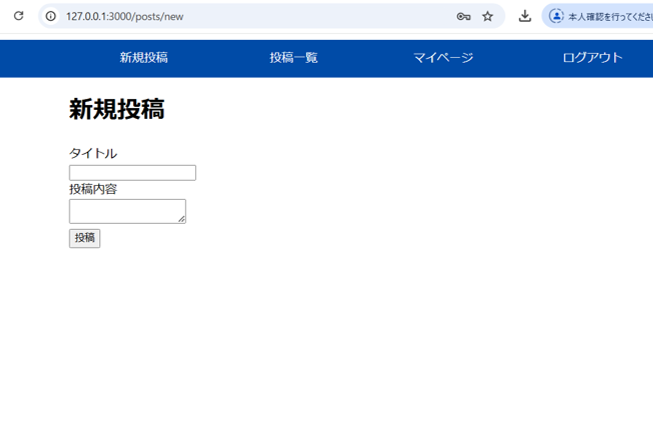 127.0.0.1:3000/posts/new
本人確認を行ってくださ
新規投稿 投稿一覧 マイページ ログアウト
新規投稿
タイトル
投稿内容
投稿